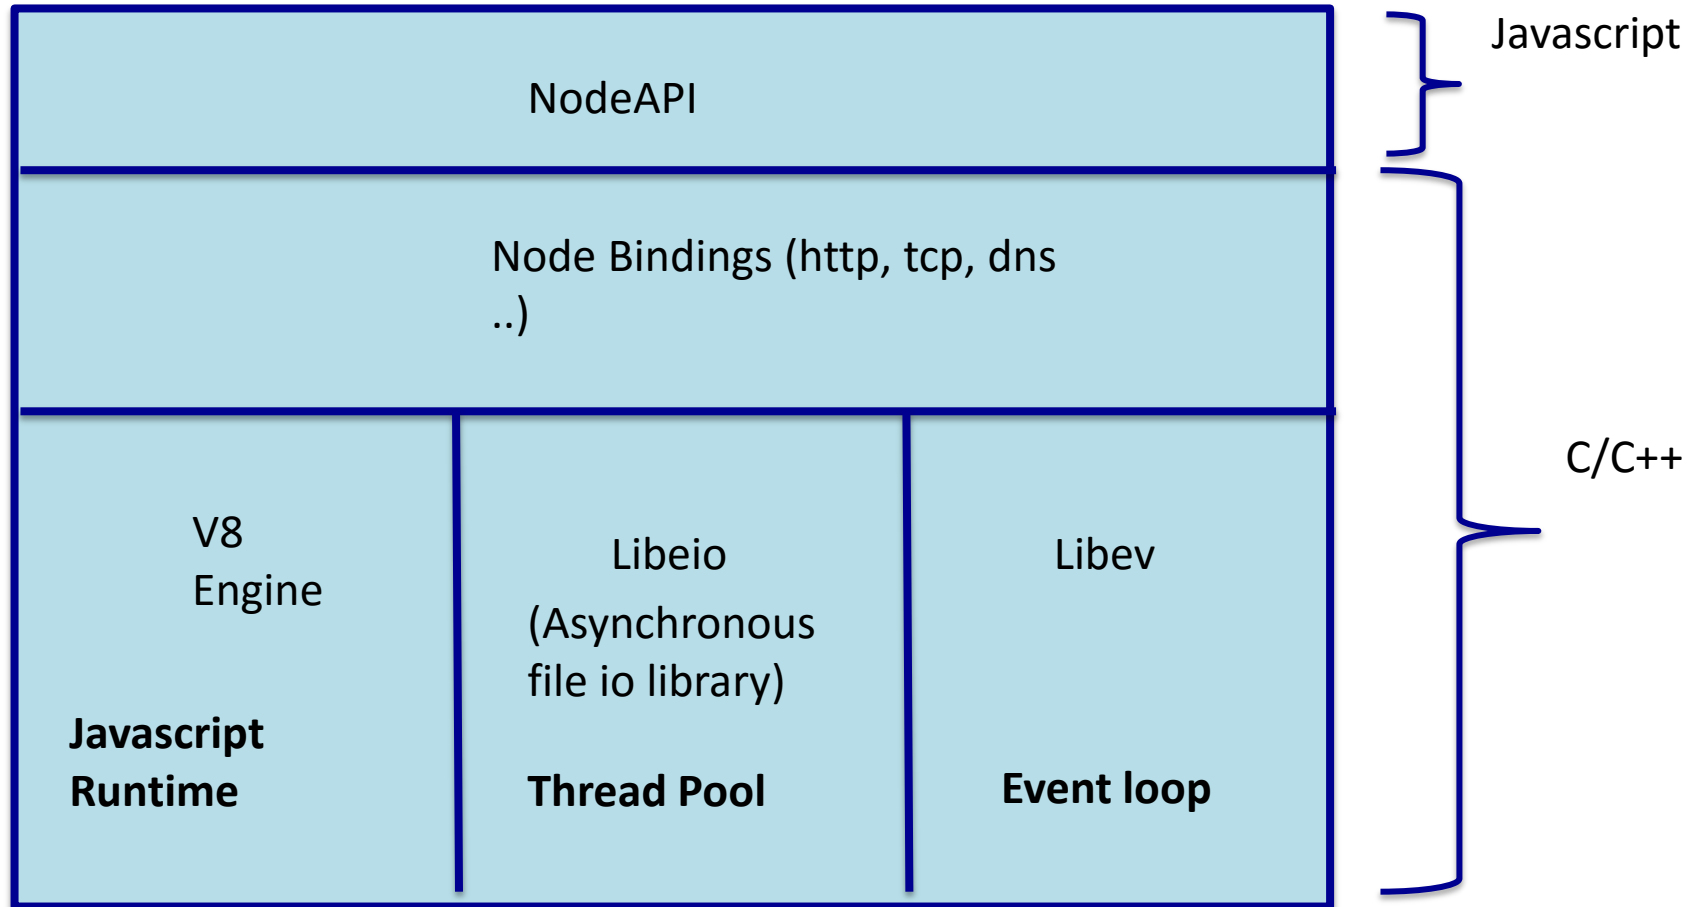 Javascript
NodeAPI
Node Bindings (http, tcp, dns
..)
C/C++
V8
Engine
Javascript
Runtime
Libeio
(Asynchronous
file io library)
Thread Pool
Libev
Event loop